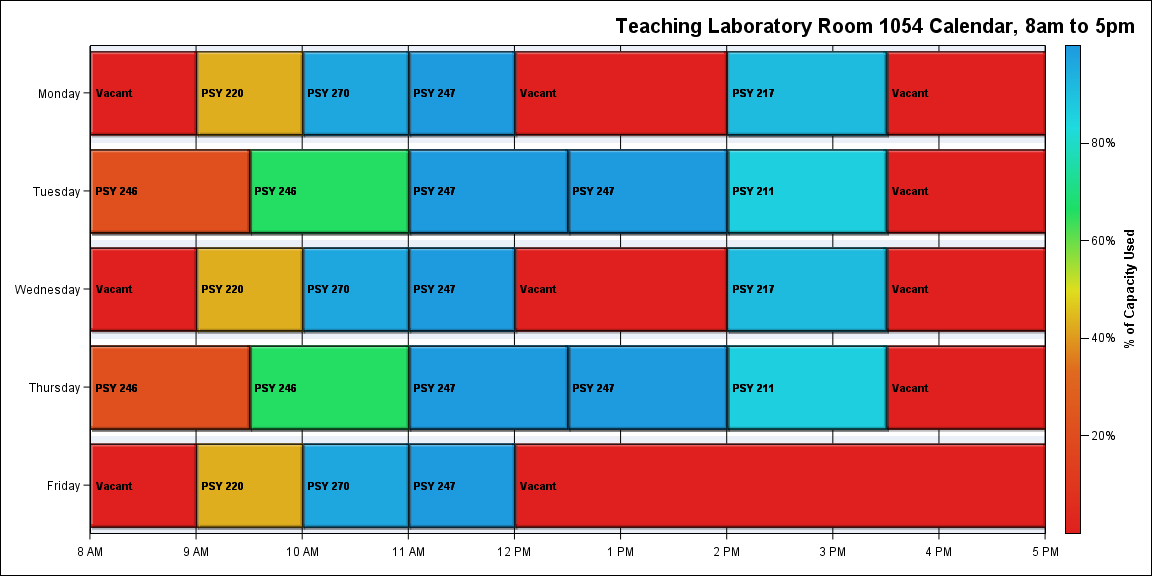 Teaching Laboratory Room 1054 Calendar, 8am to 5pm
Monday
Vacant PSY 220 PSY 270 PSY 247 Vacant PSY 217 Vacant
Tuesday
PSY 246 PSY 246 PSY 247 PSY 247 PSY 211 Vacant
Wednesday
Vacant PSY 220 PSY 270 PSY 247 Vacant PSY 217 Vacant
Thursday
PSY 246 PSY 246 PSY 247 PSY 247 PSY 211 Vacant
Friday
Vacant PSY 220 PSY 270 PSY 247 Vacant
8 AM 9 AM 10 AM 11 AM 12 PM 1 PM 2 PM 3 PM 4 PM 5 PM
80%
60%
40%
20%
% of Capacity Used